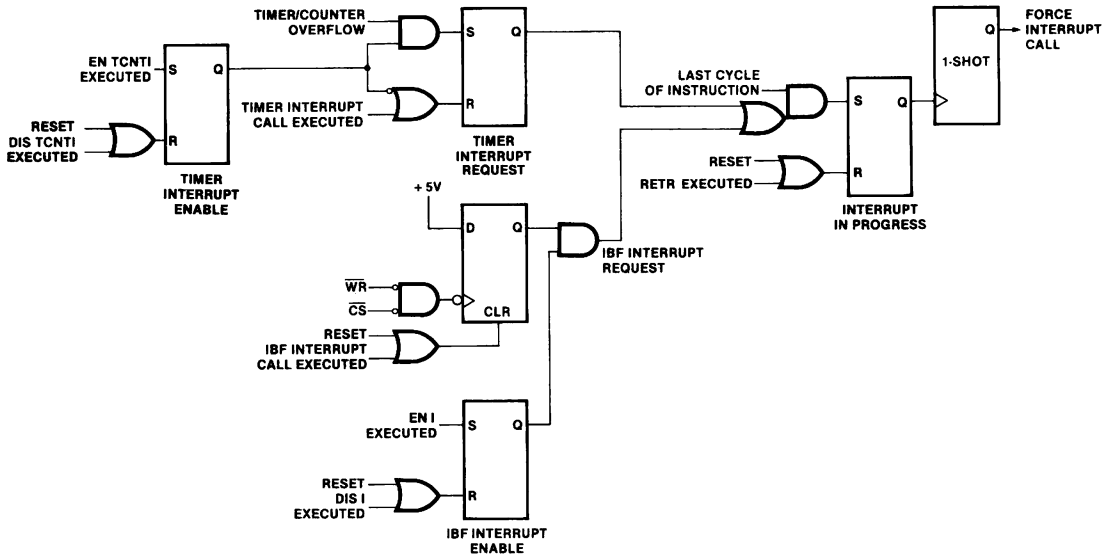 TIMER/COUNTER
OVERFLOW
S
Q
EN TCNTI
EXECUTED
S
Q
TIMER INTERRUPT
CALL EXECUTED
R
RESET
DIS TCNTI
EXECUTED
R
TIMER
INTERRUPT
ENABLE
TIMER
INTERRUPT
REQUEST
LAST CYCLE
OF INSTRUCTION
S
Q
RESET
RETR EXECUTED
R
INTERRUPT
IN PROGRESS
Q
1-SHOT
FORCE
INTERRUPT
CALL
+ 5V
D
Q
IBF INTERRUPT
REQUEST
WR
CS
CLR
RESET
IBF INTERRUPT
CALL EXECUTED
EN I
EXECUTED
S
Q
RESET
DIS I
EXECUTED
R
IBF INTERRUPT
ENABLE